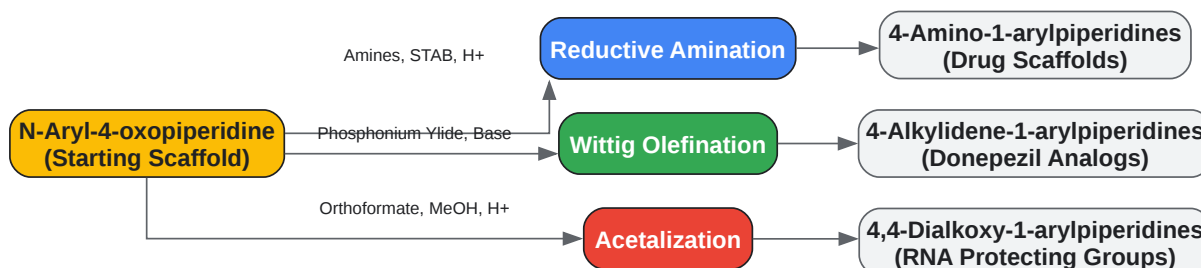 Amines, STAB, H+
Reductive Amination
4-Amino-1-arylpiperidines
(Drug Scaffolds)
N-Aryl-4-oxopiperidine
(Starting Scaffold)
Phosphonium Ylide, Base
Wittig Olefination
4-Alkylidene-1-arylpiperidines
(Donepezil Analogs)
Orthoformate, MeOH, H+
Acetalization
4,4-Dialkoxy-1-arylpiperidines
(RNA Protecting Groups)